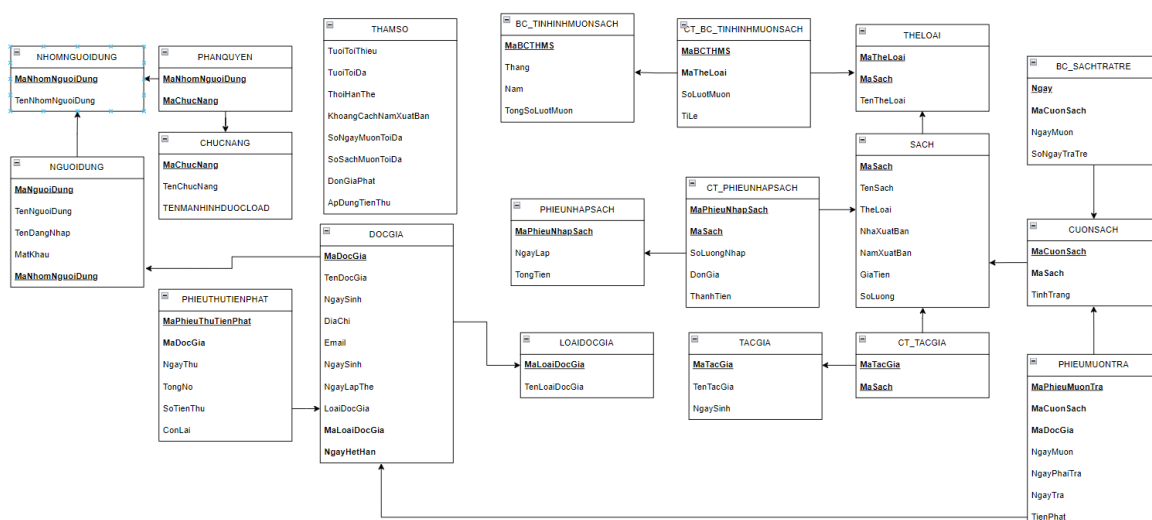 NHOMNGUOIDUNG
MaNhomNguoiDung
TenNhomNguoiDung
PHANQUYEN
MaNhomNguoiDung
MaChucNang
CHUCNANG
MaChucNang
TenChucNang
TENMANHINHDUOCLOAD
NGUOIDUNG
MaNguoiDung
TenNguoiDung
TenDangNhap
MatKhau
MaNhomNguoiDung
THAMSO
TuoiToiThieu
TuoiToiDa
ThoiHanThe
KhoangCachNamXuatBan
SoNgayMuonToiDa
SoSachMuonToiDa
DonGiaPhat
ApDungTienThu
DOCGIA
MaDocGia
TenDocGia
NgaySinh
DiaChi
Email
NgaySinh
NgayLapThe
LoaiDocGia
MaLoaiDocGia
NgayHetHan
PHIEUTHUTIENPHAT
MaPhieuThuTienPhat
MaDocGia
NgayThu
TongNo
SoTienThu
ConLai
BC_TINHINHMUONSACH
MaBCTHMS
Thang
Nam
TongSoLuotMuon
CT_BC_TINHINHMUONSACH
MaBCTHMS
MaTheLoai
SoLuotMuon
TiLe
THELOAI
MaTheLoai
MaSach
TenTheLoai
BC_SACHTRATRE
Ngay
MaCuonSach
NgayMuon
SoNgayTraTre
SACH
MaSach
TenSach
TheLoai
NhaXuatBan
NamXuatBan
GiaTien
SoLuong
CT_PHIEUNHAPSACH
MaPhieuNhapSach
MaSach
SoLuongNhap
DonGia
ThanhTien
PHIEUNHAPSACH
MaPhieuNhapSach
NgayLap
TongTien
CUONSACH
MaCuonSach
MaSach
TinhTrang
LOAIDOCGIA
MaLoaiDocGia
TenLoaiDocGia
TACGIA
MaTacGia
TenTacGia
NgaySinh
CT_TACGIA
MaTacGia
MaSach
PHIEUMUONTRA
MaPhieuMuonTra
MaCuonSach
MaDocGia
NgayMuon
NgayPhaiTra
NgayTra
TienPhat